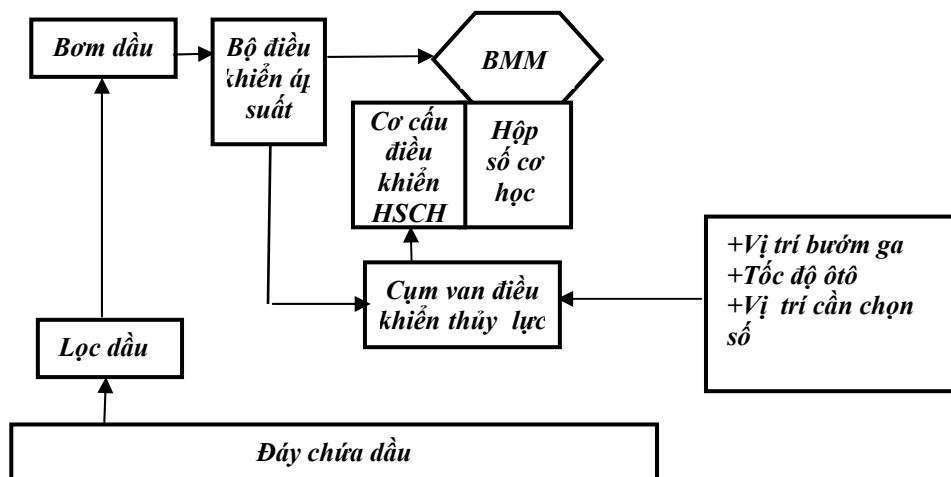 Bơm dầu
Bộ điều
khiển áp
suất
BMM
Cơ cấu
điều
khiển
HSCH
Hộp
số cơ
học
+Vị trí bướm ga
+Tốc độ ôtô
+Vị trí cần chọn
số
Cụm van điều
khiển thủy lực
Lọc dầu
Đáy chứa dầu